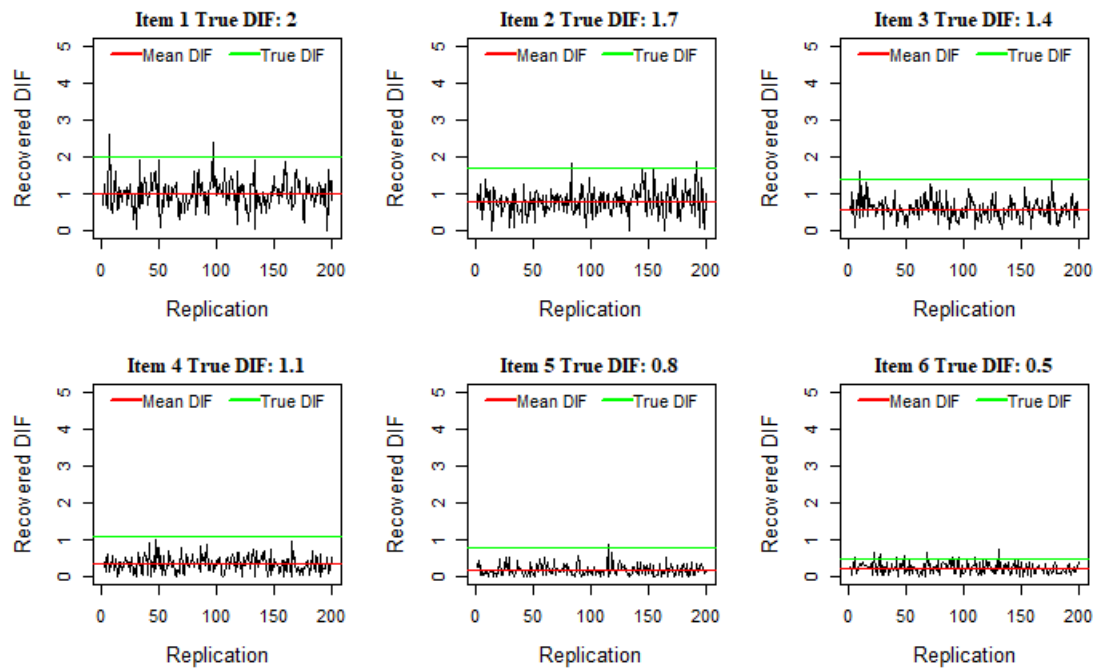 Item 1 True DIF: 2
Item 2 True DIF: 1.7
Item 3 True DIF: 1.4
Recovered DIF
0 1 2 3 4 5
Mean DIF True DIF
0 50 100 150 200
Replication
Recovered DIF
0 1 2 3 4 5
Mean DIF True DIF
0 50 100 150 200
Replication
Recovered DIF
0 1 2 3 4 5
Mean DIF True DIF
0 50 100 150 200
Replication
Item 4 True DIF: 1.1
Item 5 True DIF: 0.8
Item 6 True DIF: 0.5
Recovered DIF
0 1 2 3 4 5
Mean DIF True DIF
0 50 100 150 200
Replication
Recovered DIF
0 1 2 3 4 5
Mean DIF True DIF
0 50 100 150 200
Replication
Recovered DIF
0 1 2 3 4 5
Mean DIF True DIF
0 50 100 150 200
Replication